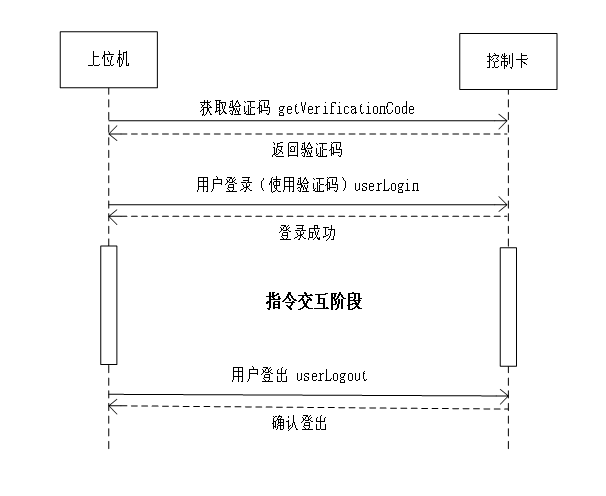 上位机
控制卡
获取验证码 getVerificationCode
返回验证码
用户登录（使用验证码）userLogin
登录成功
指令交互阶段
用户登出 userLogout
确认登出